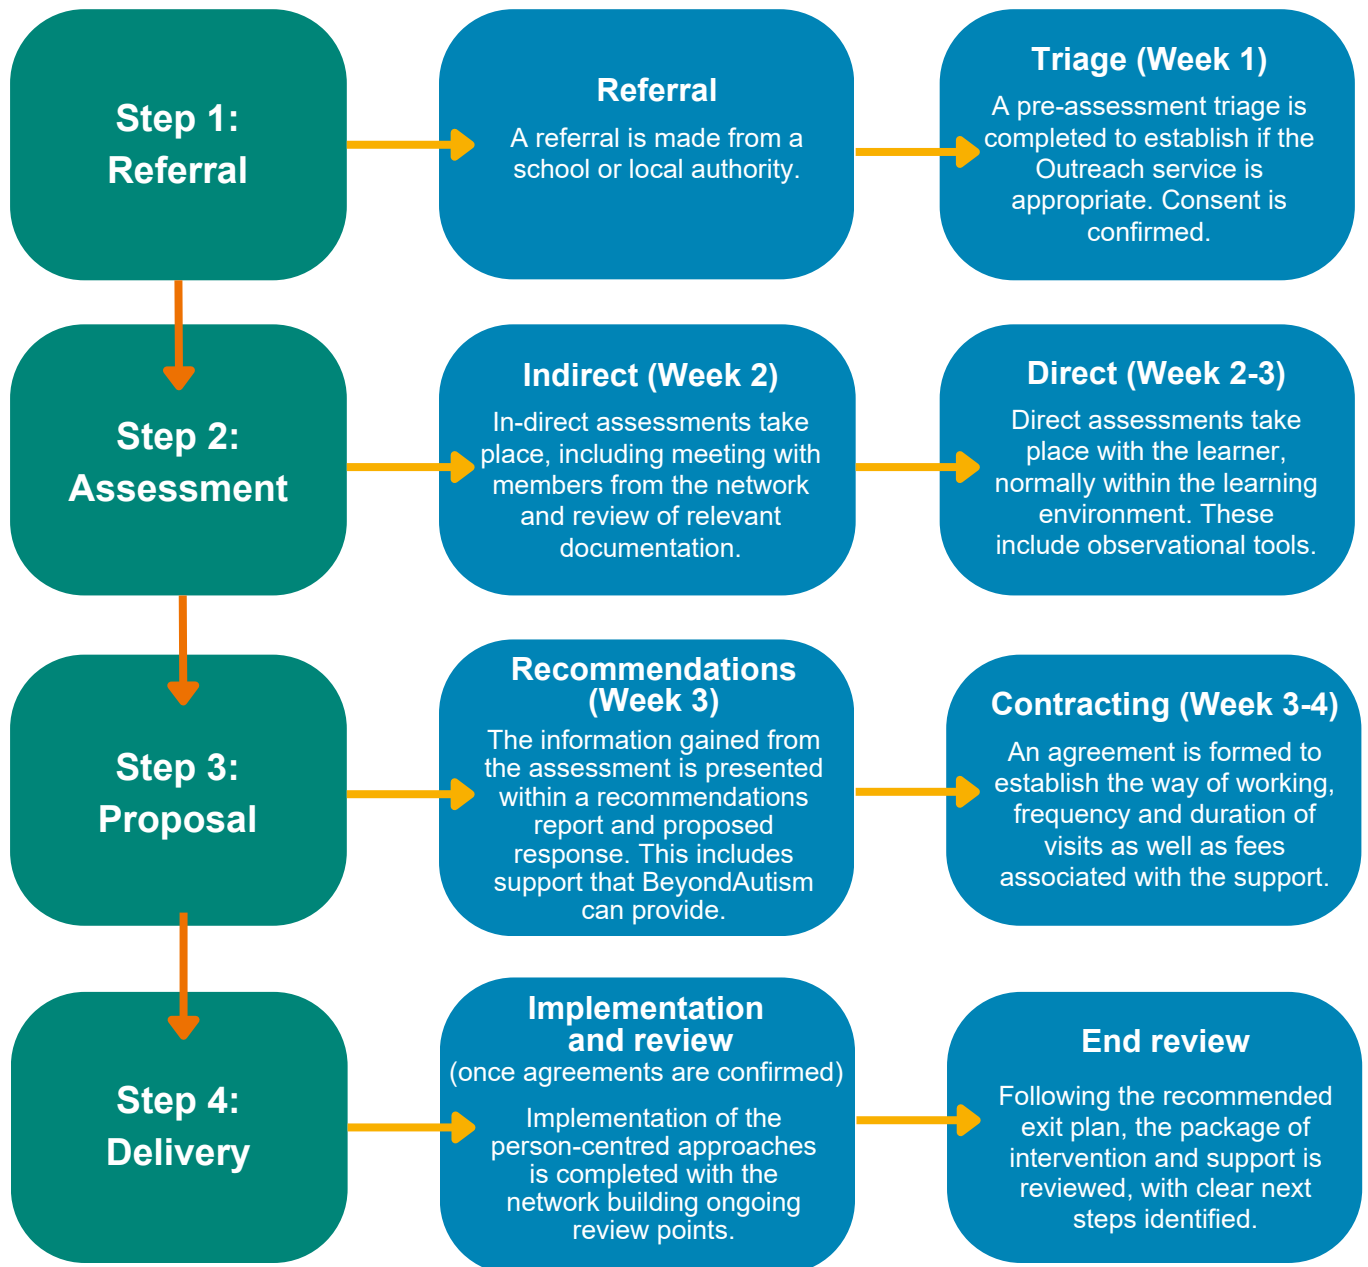 Step 1:
Referral
Referral
A referral is made from a
school or local authority.
Triage (Week 1)
A pre-assessment triage is
completed to establish if the
Outreach service is
appropriate. Consent is
confirmed.
Step 2:
Assessment
Indirect (Week 2)
In-direct assessments take
place, including meeting with
members from the network
and review of relevant
documentation.
Direct (Week 2-3)
Direct assessments take
place with the learner,
normally within the learning
environment. These
include observational tools.
Step 3:
Proposal
Recommendations
(Week 3)
The information gained from
the assessment is presented
within a recommendations
report and proposed
response. This includes
support that BeyondAutism
can provide.
Contracting (Week 3-4)
An agreement is formed to
establish the way of working,
frequency and duration of
visits as well as fees
associated with the support.
Step 4:
Delivery
Implementation
and review
(once agreements are confirmed)
Implementation of the
person-centred approaches
is completed with the
network building ongoing
review points.
End review
Following the recommended
exit plan, the package of
intervention and support is
reviewed, with clear next
steps identified.